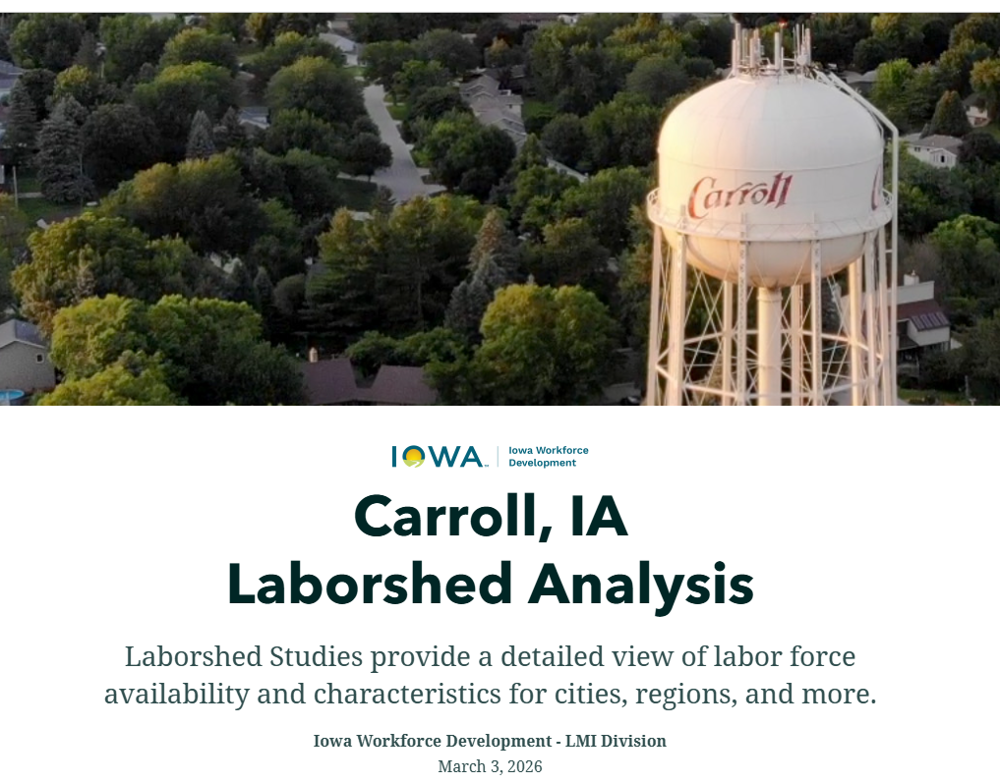 Carroll
IOWA
Iowa Workforce
Development
Carroll, IA
Laborshed Analysis
Laborshed Studies provide a detailed view of labor force
availability and characteristics for cities, regions, and more.
Iowa Workforce Development - LMI Division
March 3, 2026